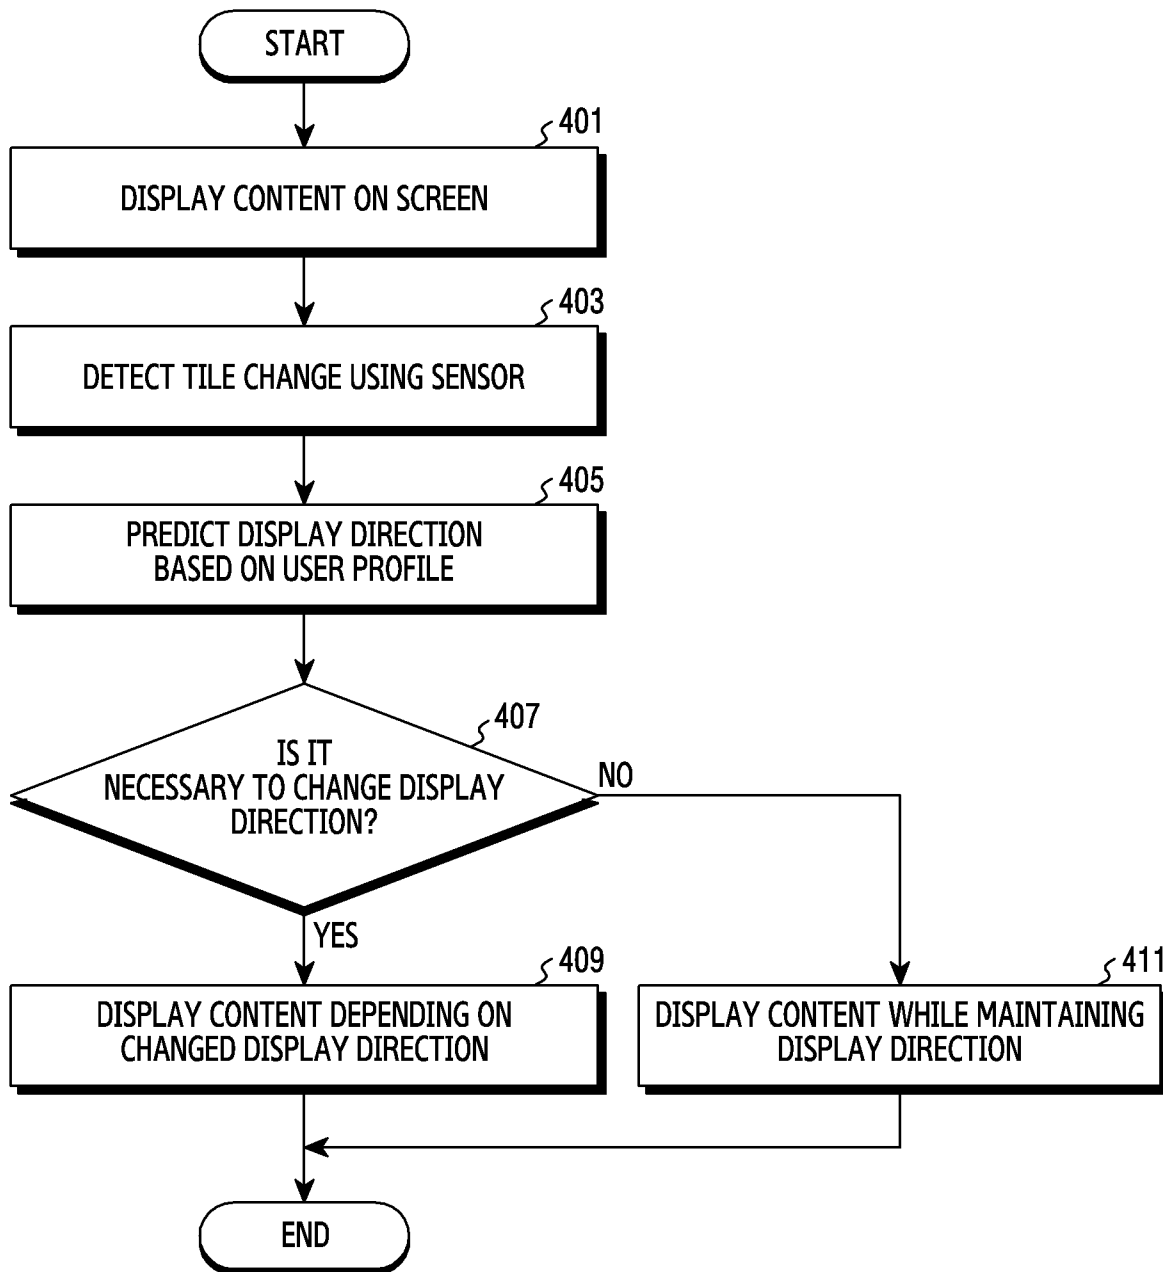 START
401
DISPLAY CONTENT ON SCREEN
403
DETECT TILE CHANGE USING SENSOR
405
PREDICT DISPLAY DIRECTION
BASED ON USER PROFILE
407
IS IT
NECESSARY TO CHANGE DISPLAY
DIRECTION?
NO
YES
409
DISPLAY CONTENT DEPENDING ON
CHANGED DISPLAY DIRECTION
411
DISPLAY CONTENT WHILE MAINTAINING
DISPLAY DIRECTION
END